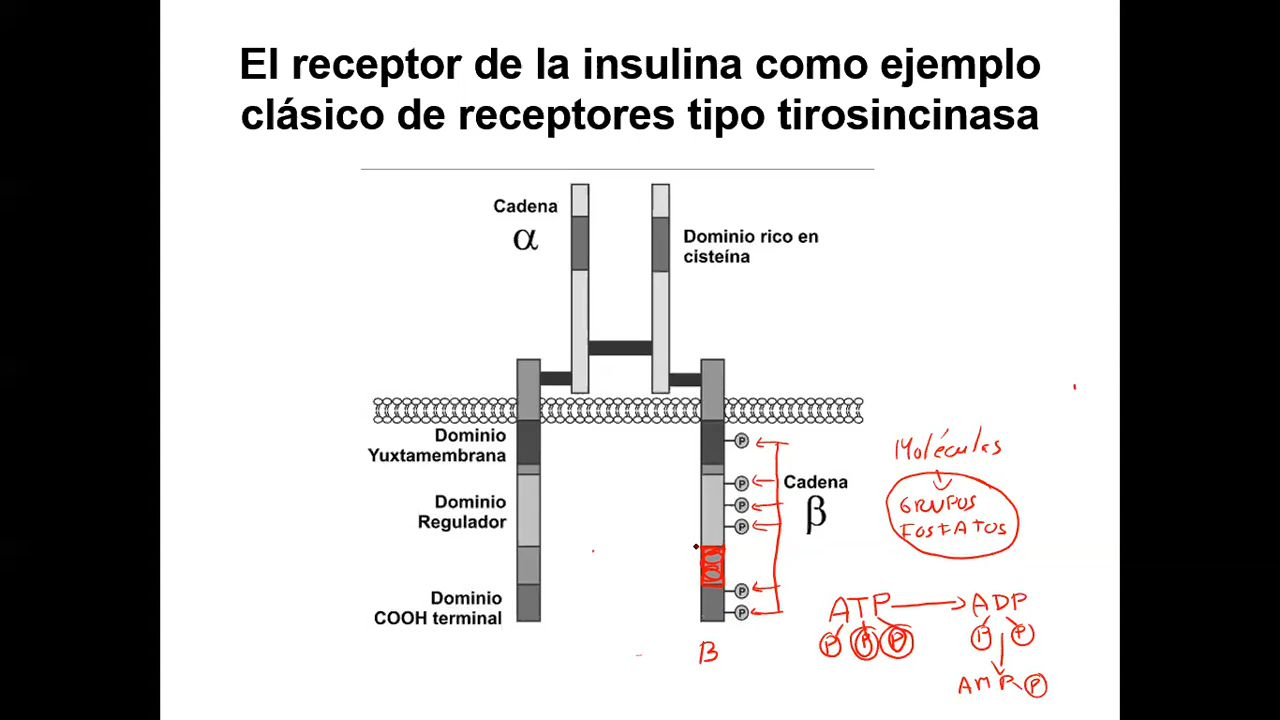 El receptor de la insulina como ejemplo
clásico de receptores tipo tirosincinasa
Cadena
α
Dominio rico en
cisteína
Dominio
Yuxtamembrana
Dominio
Regulador
Dominio
COOH terminal
P
P
P
P
P
P
Cadena
β
B
Moléculas
GRUPOS
FOSFATOS
ATP ADP
P P P P P
AMP P